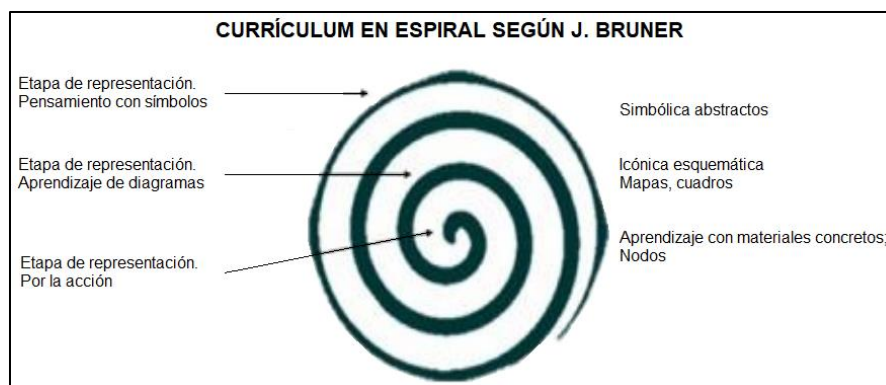 CURRÍCULUM EN ESPIRAL SEGÚN J. BRUNER
Etapa de representación.
Pensamiento con símbolos
Simbólica abstractos
Etapa de representación.
Aprendizaje de diagramas
Icónica esquemática
Mapas, cuadros
Etapa de representación.
Por la acción
Aprendizaje con materiales concretos;
Nodos